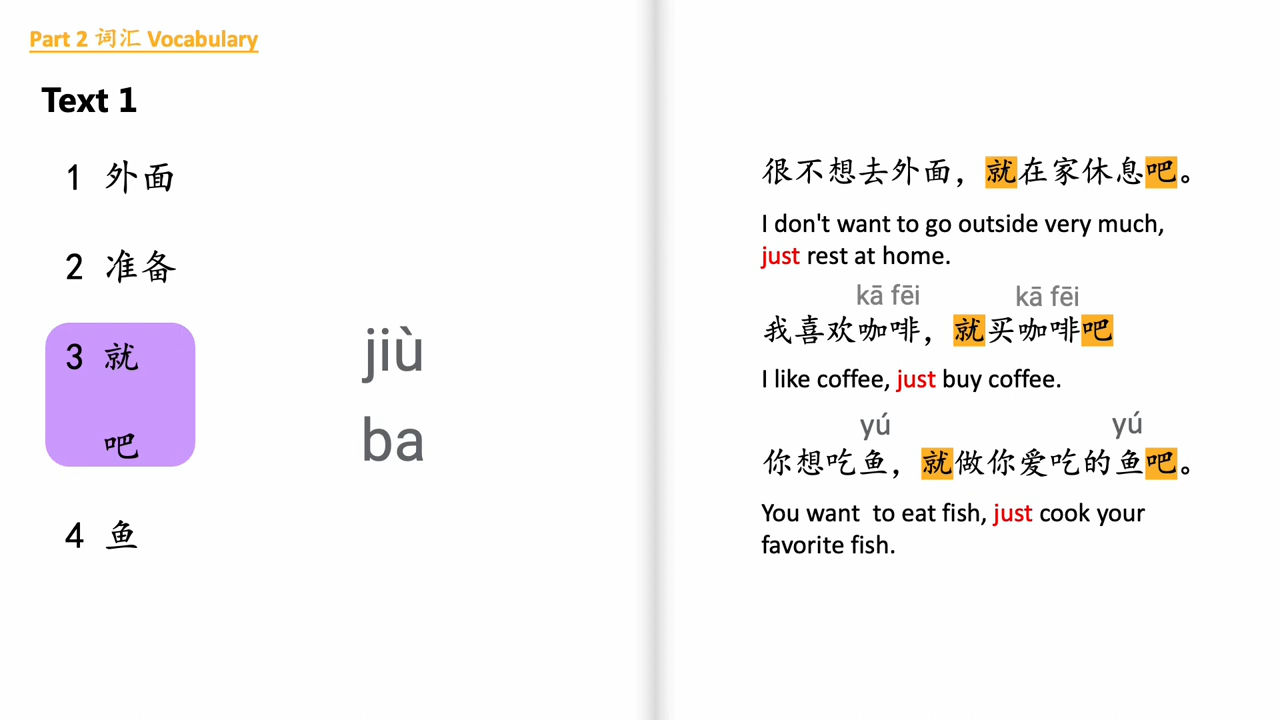 Part 2 词汇 Vocabulary
Text 1
1 外面
2 准备
3 就
吧
jiù
ba
4 鱼
很不想去外面，就在家休息吧。
I don't want to go outside very much,
just rest at home.
kā fēi kā fēi
我喜欢咖啡，就买咖啡吧
I like coffee, just buy coffee.
yú yú
你想吃鱼，就做你爱吃的鱼吧。
You want  to eat fish, just cook your
favorite fish.